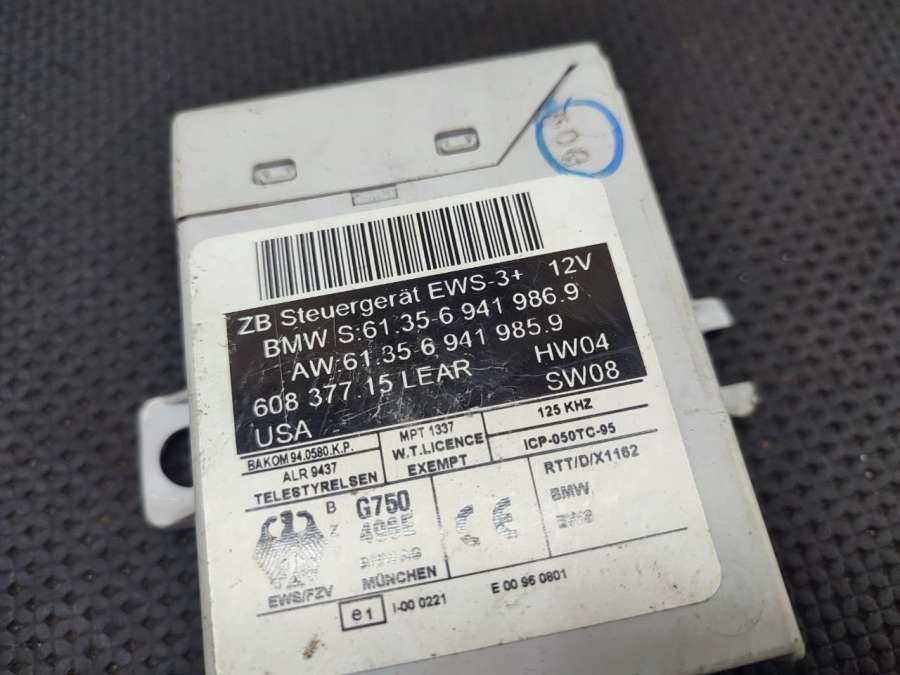 ZB Steuergerät EWS-3+ 12V
BMW S:61.35-6 941 986.9
AW:61.35-6 941 985.9
608 377.15 LEAR HW04
USA SW08
BAKOM 94.0580.K.P.
ALR 9437
TELESTYRELSEN
MPT 1337
W.T.LICENCE
EXEMPT
125 KHZ
ICP-050TC-95
B
Z
G750
EWS/FZV
MÜNCHEN
CE
RTT/D/X1162
BMW
e1 I-00 0221 E 00 96 0801